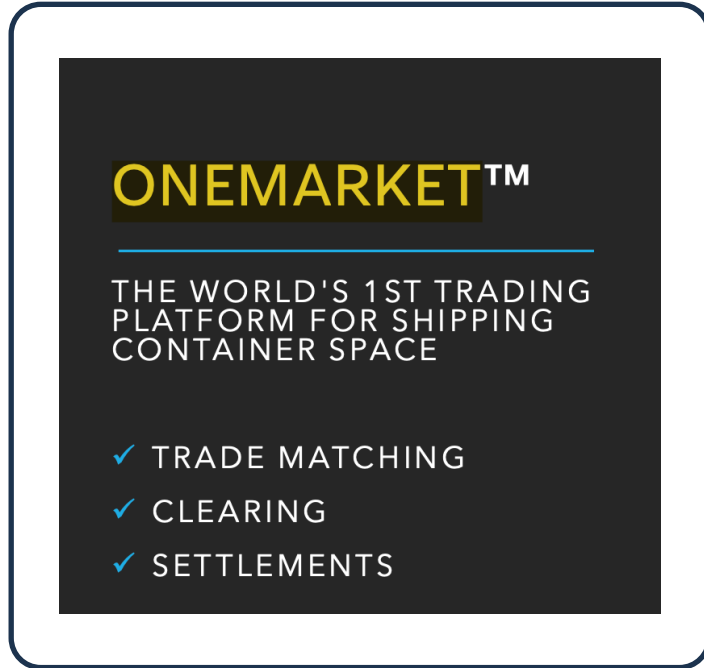 ONEMARKET™
THE WORLD'S 1ST TRADING
PLATFORM FOR SHIPPING
CONTAINER SPACE
✓ TRADE MATCHING
✓ CLEARING
✓ SETTLEMENTS